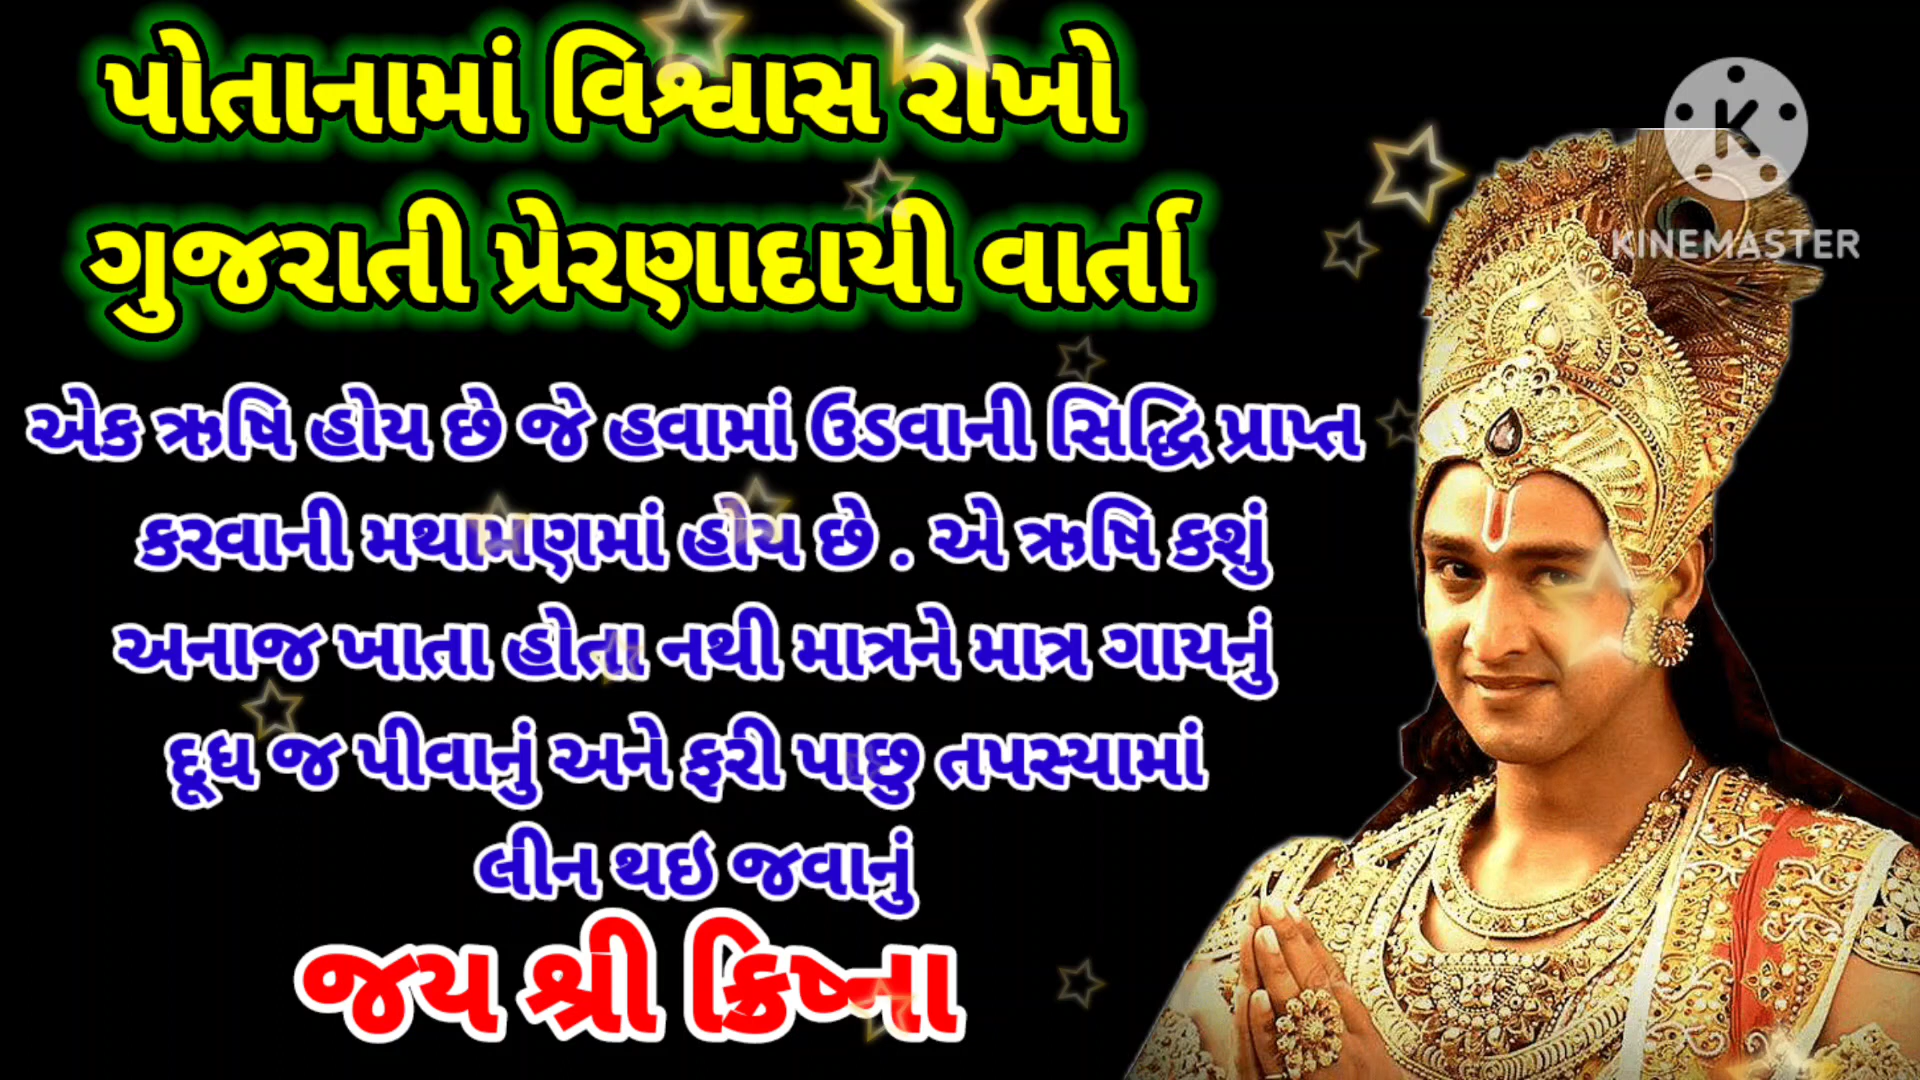 પોતાનામાં વિશ્વાસ રાખો
ગુજરાતી પ્રેરણાદાયી વાર્તા
એક ઋષિ હોય છે જે હવામાં ઉડવાની સિદ્ધિ પ્રાપ્ત
કરવાની મથામણમાં હોય છે . એ ઋષિ કશું
અનાજ ખાતા હોતા નથી માત્રને માત્ર ગાયનું
દૂધ જ પીવાનું અને ફરી પાછુ તપસ્યામાં
લીન થઇ જવાનું
જય શ્રી ક્રિષ્ના
K
KINEMASTER